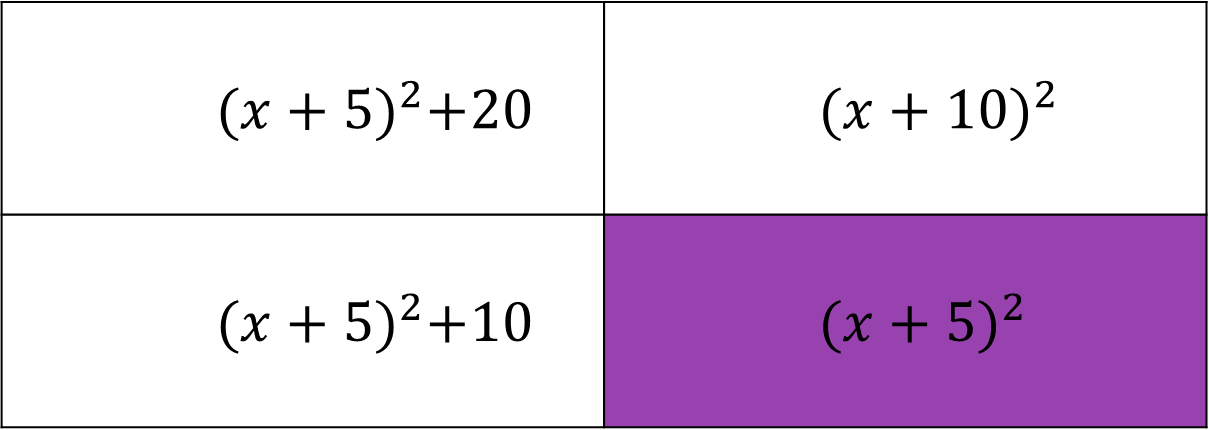 (x + 5)²+20
(x + 10)²
(x + 5)²+10
(x + 5)²